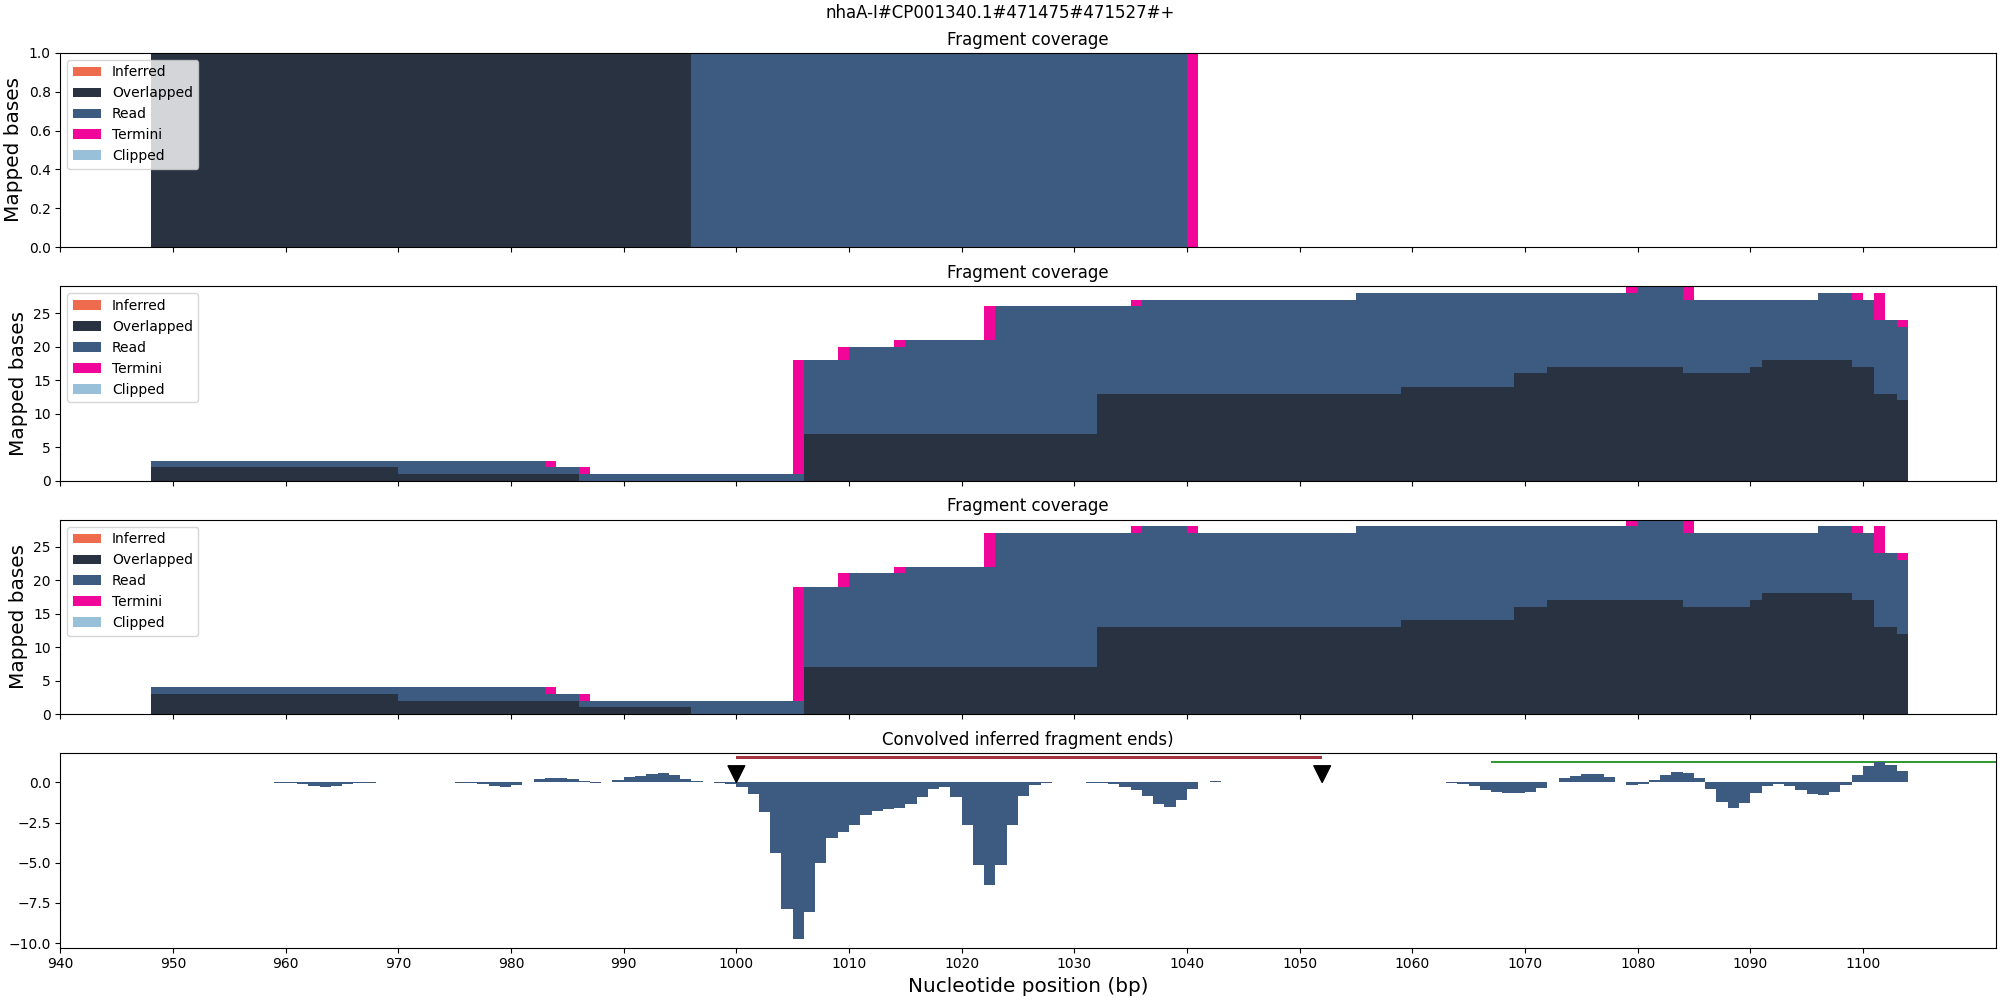 nhaA-I#CP001340.1#471475#471527#+
Fragment coverage
Mapped bases
1.0
0.8
0.6
0.4
0.2
0.0
Inferred
Overlapped
Read
Termini
Clipped
Fragment coverage
Mapped bases
25
20
15
10
5
0
Inferred
Overlapped
Read
Termini
Clipped
Fragment coverage
Mapped bases
25
20
15
10
5
0
Inferred
Overlapped
Read
Termini
Clipped
Convolved inferred fragment ends)
0.0
−2.5
−5.0
−7.5
−10.0
940 950 960 970 980 990 1000 1010 1020 1030 1040 1050 1060 1070 1080 1090 1100
Nucleotide position (bp)